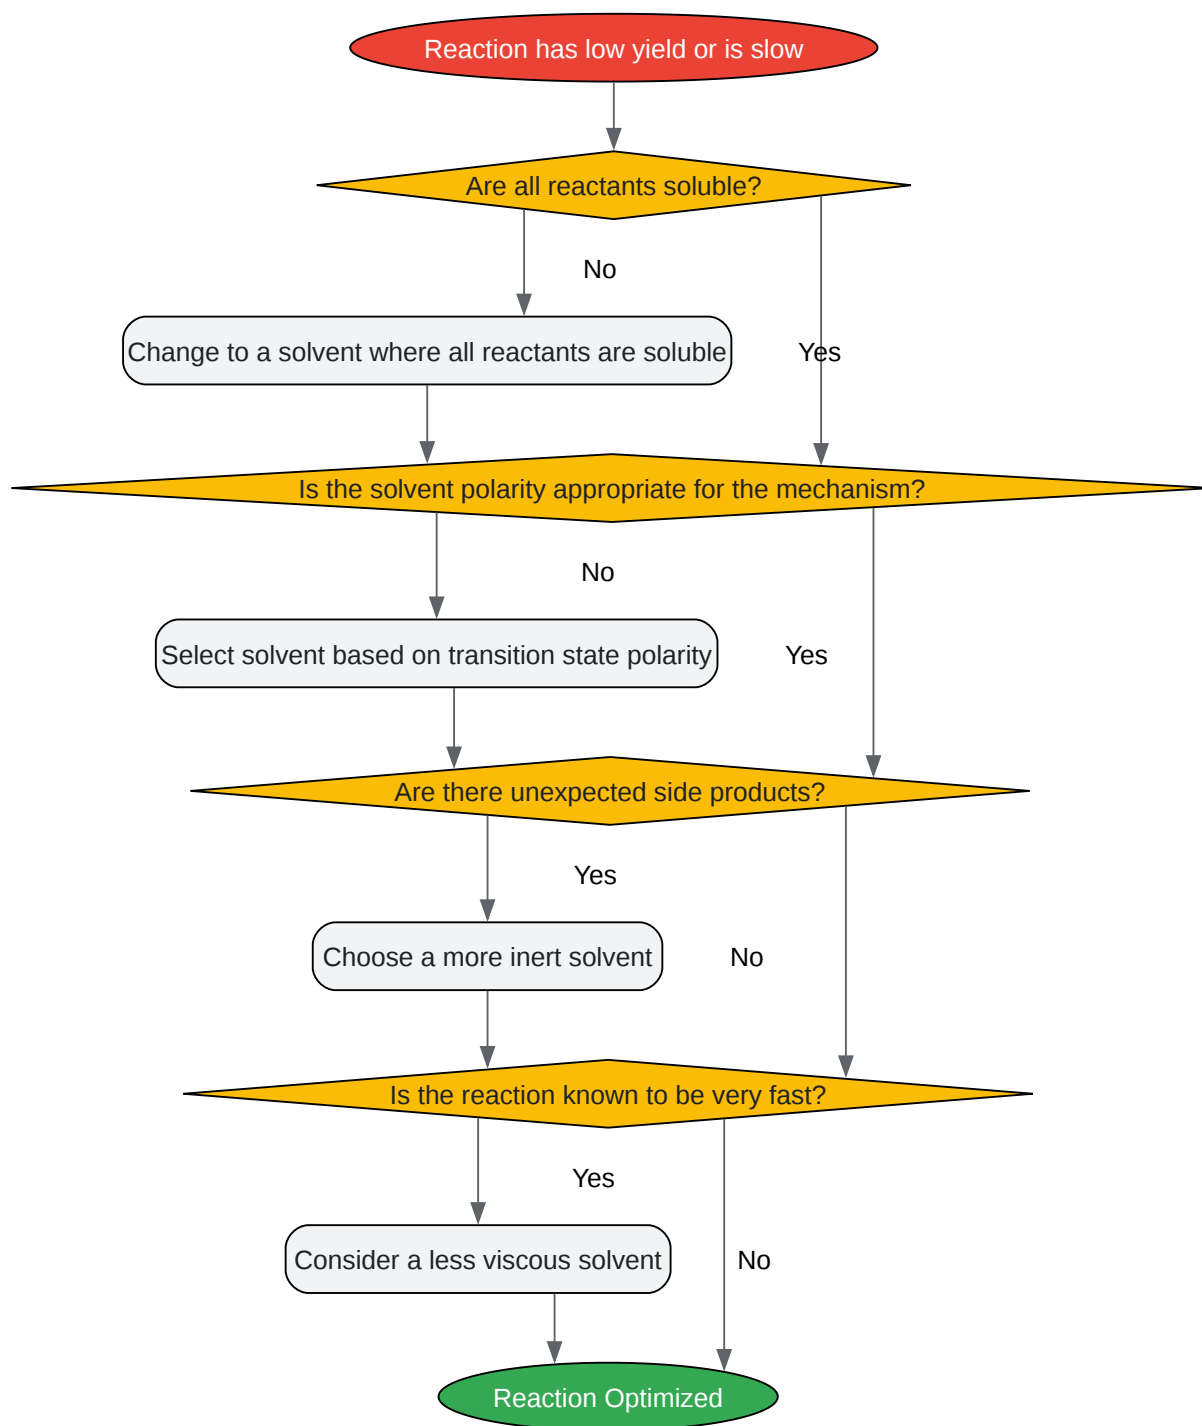 Reaction has low yield or is slow
Are all reactants soluble?
No
Change to a solvent where all reactants are soluble
Yes
Is the solvent polarity appropriate for the mechanism?
No
Select solvent based on transition state polarity
Yes
Are there unexpected side products?
Yes
Choose a more inert solvent
No
Is the reaction known to be very fast?
Yes
Consider a less viscous solvent
No
Reaction Optimized